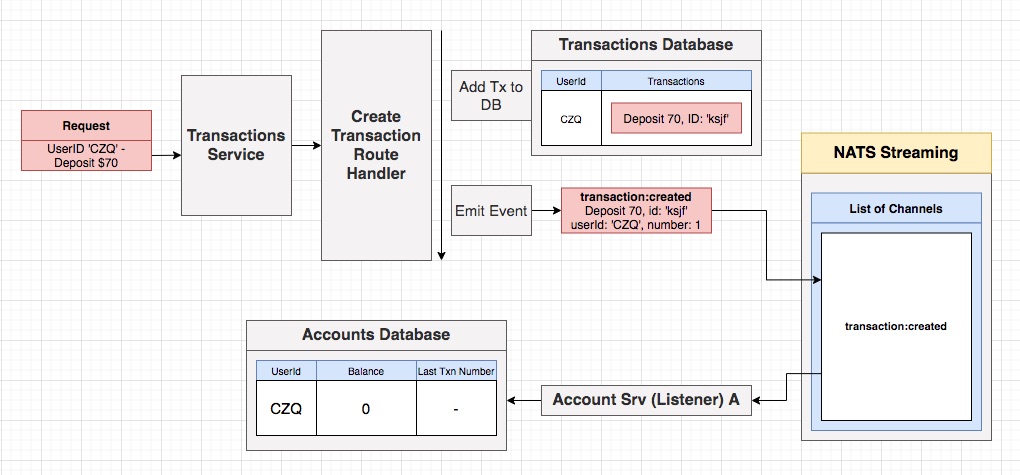 Request
UserID 'CZQ' -
Deposit $70
Transactions
Service
Create
Transaction
Route
Handler
Add Tx to
DB
Transactions Database
UserId
Transactions
CZQ
Deposit 70, ID: 'ksjf'
Emit Event
transaction:created
Deposit 70, id: 'ksjf'
userId: 'CZQ', number: 1
NATS Streaming
List of Channels
transaction:created
Accounts Database
UserId
Balance
Last Txn Number
CZQ
0
-
Account Srv (Listener) A